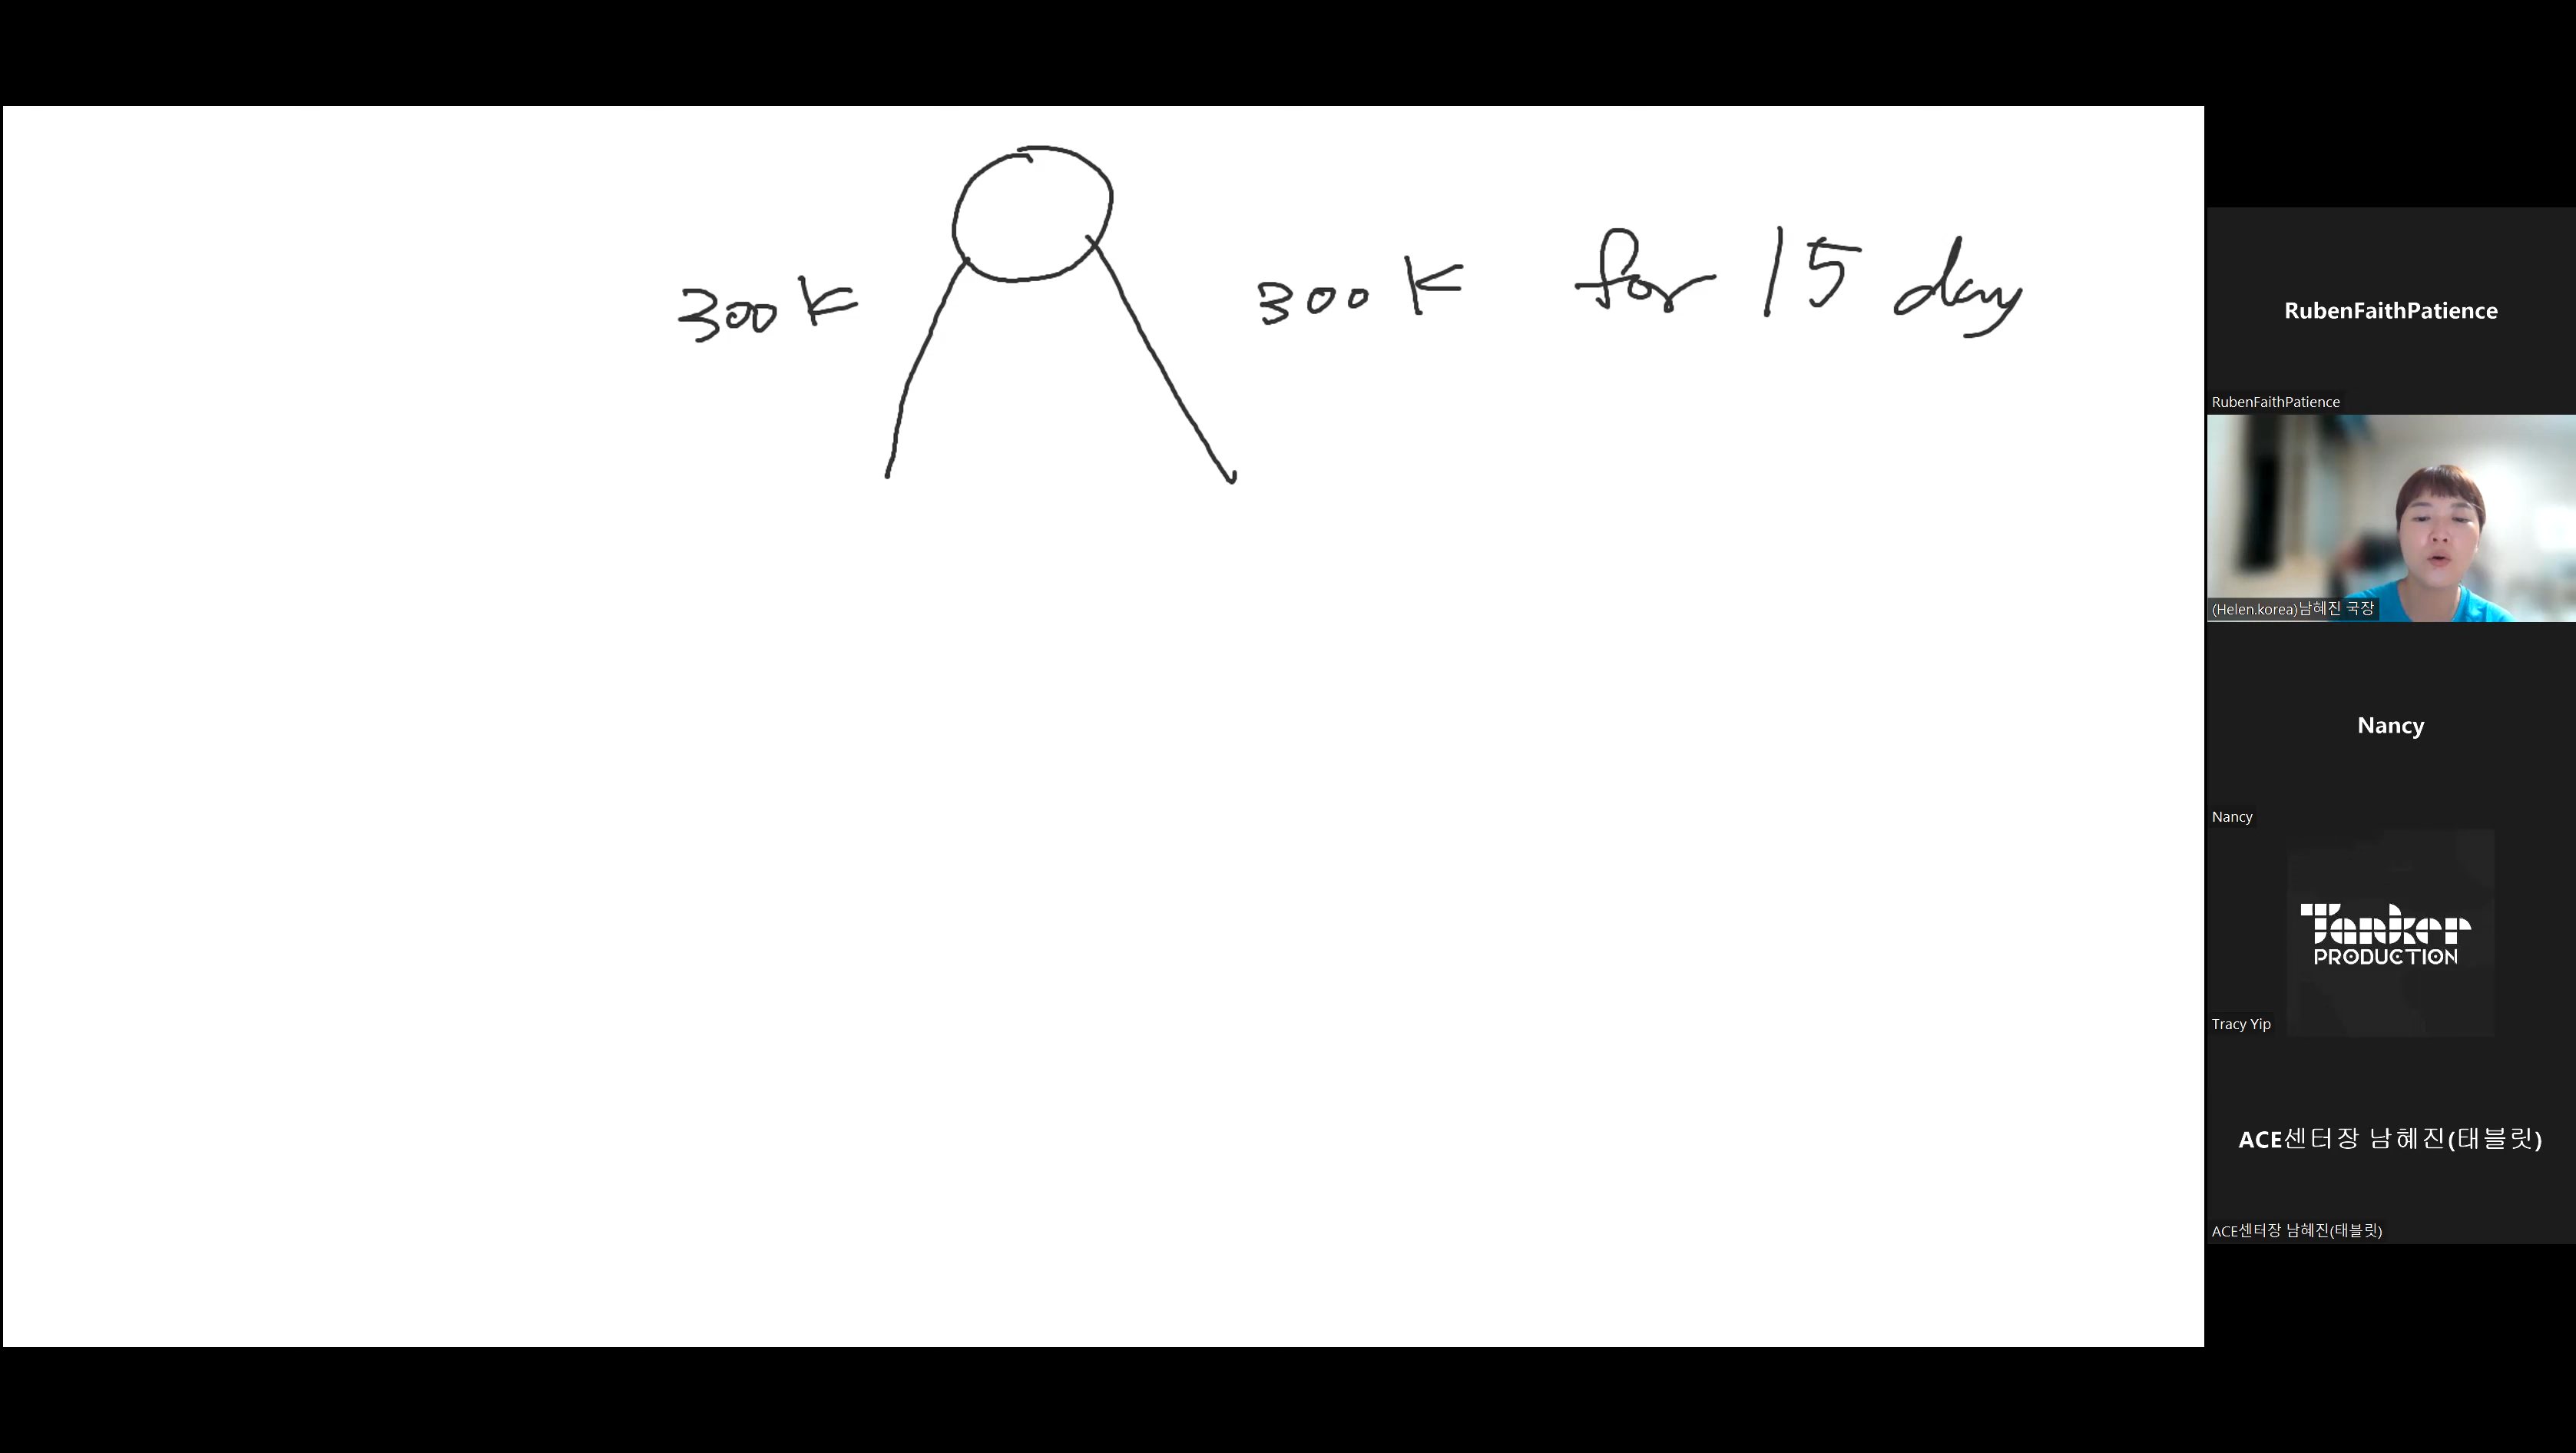 300K 300K for 15 day
RubenFaithPatience
RubenFaithPatience
(Helen.korea)남혜진 국장
Nancy
Nancy
Tanker
PRODUCTION
Tracy Yip
ACE센터장 남혜진(태블릿)
ACE센터장 남혜진(태블릿)